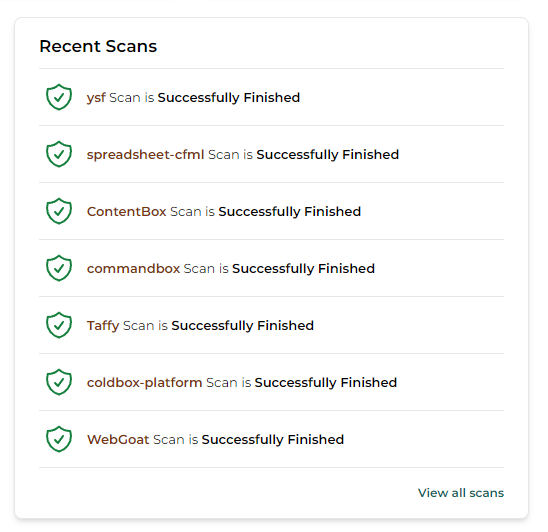 Recent Scans
ysf Scan is Successfully Finished
spreadsheet-cfml Scan is Successfully Finished
ContentBox Scan is Successfully Finished
commandbox Scan is Successfully Finished
Taffy Scan is Successfully Finished
coldbox-platform Scan is Successfully Finished
WebGoat Scan is Successfully Finished
View all scans